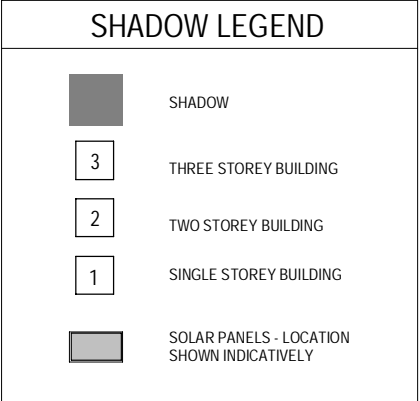 SHADOW LEGEND
SHADOW
3 THREE STOREY BUILDING
2 TWO STOREY BUILDING
1 SINGLE STOREY BUILDING
SOLAR PANELS - LOCATION
SHOWN INDICATIVELY